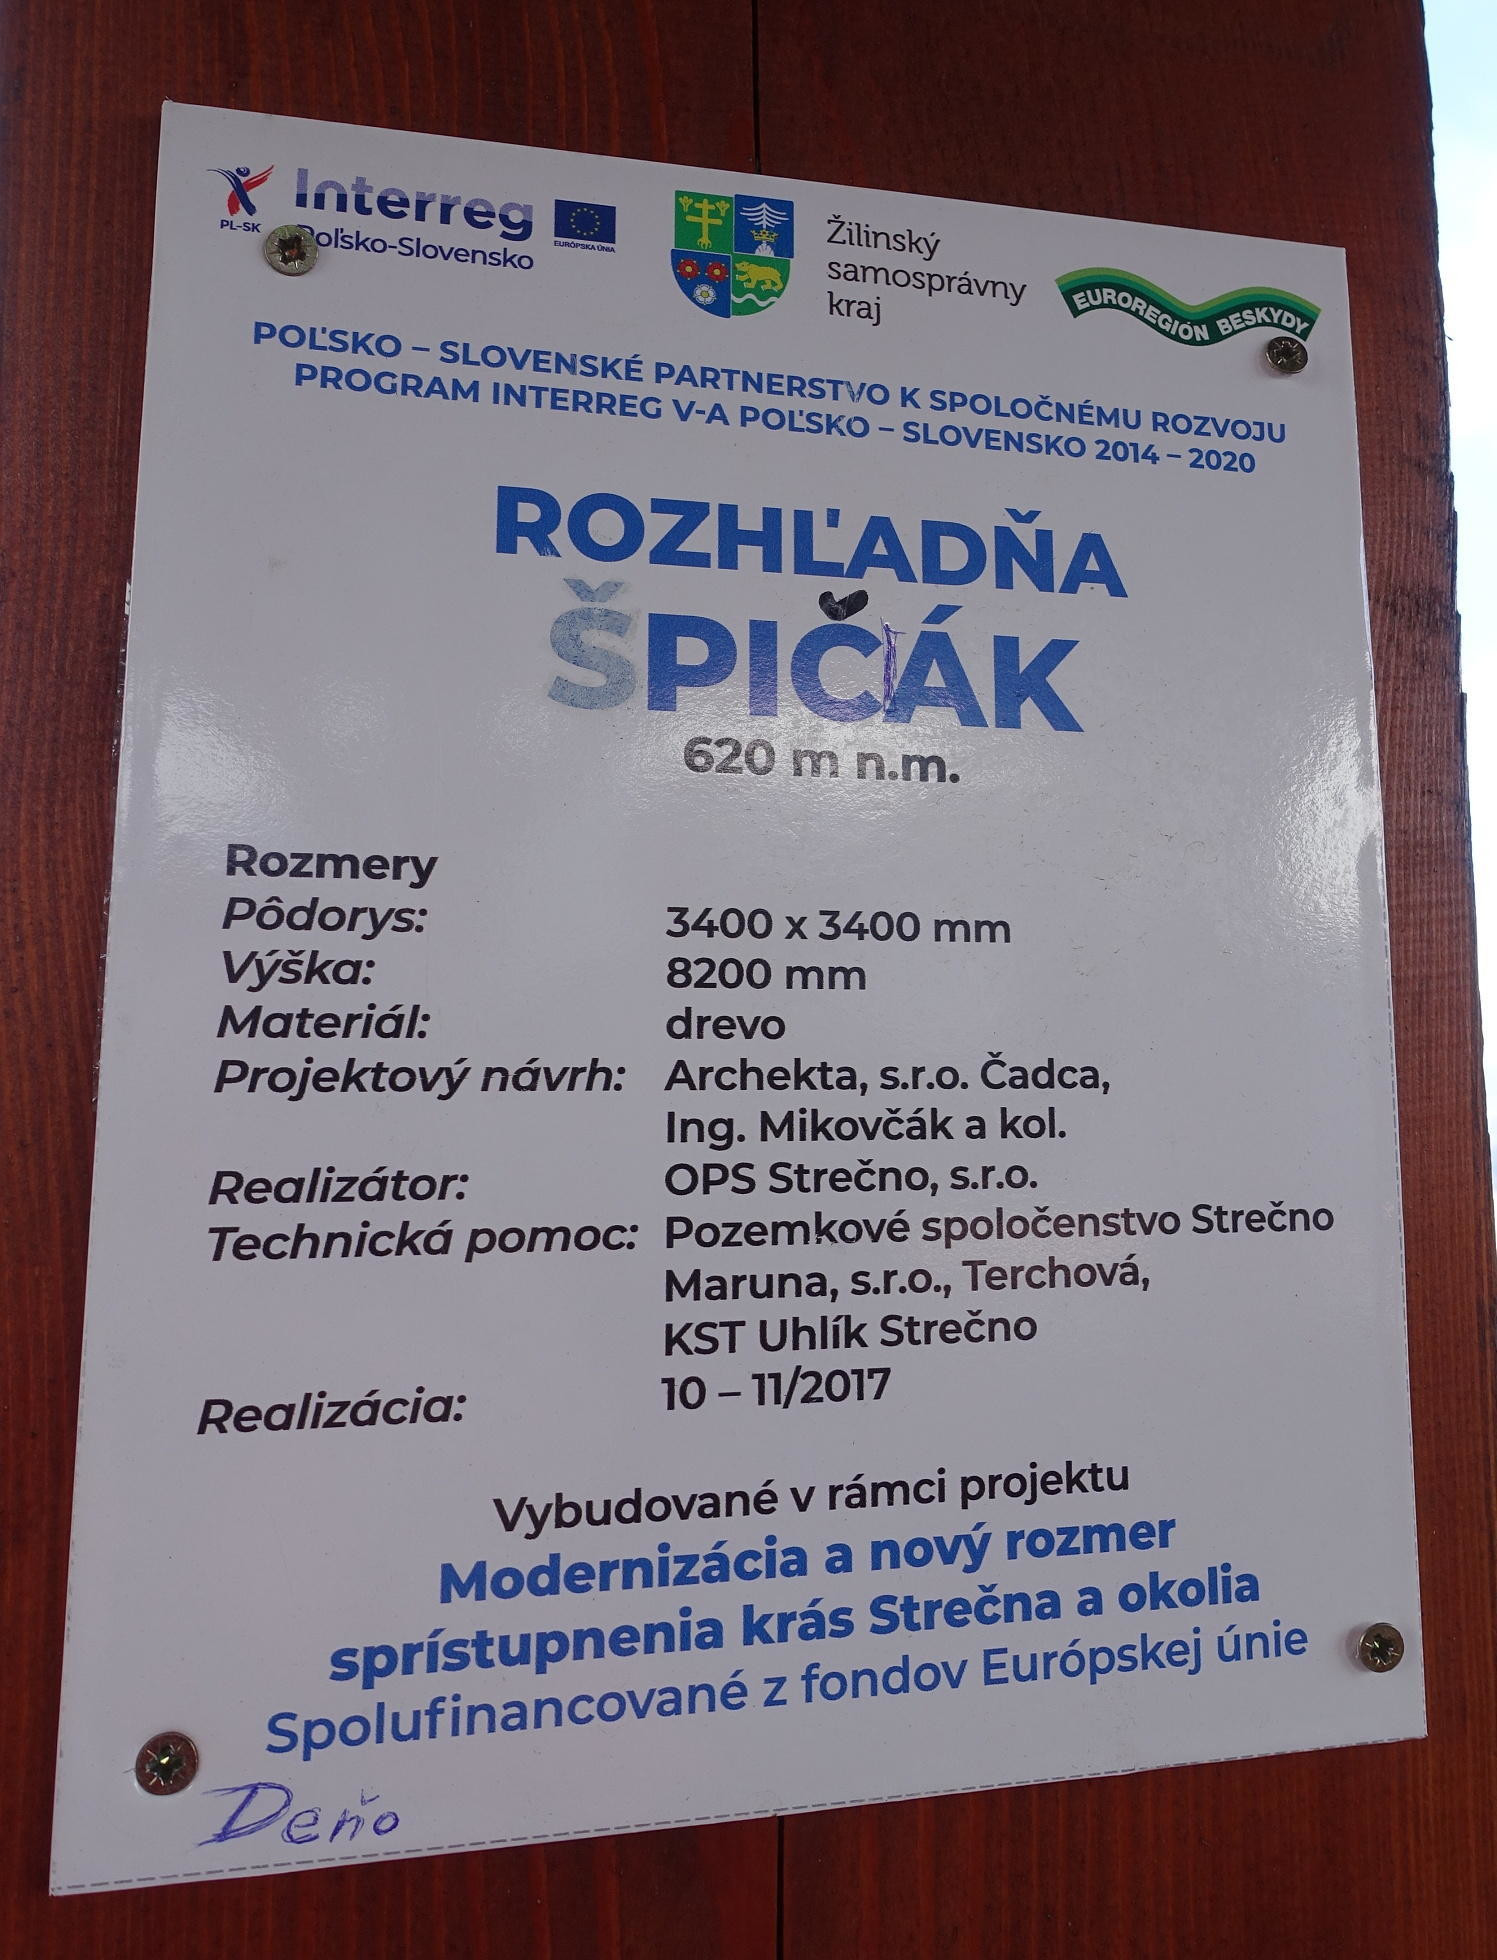 PL-SK
Interreg
Poľsko-Slovensko
EURÓPSKA ÚNIA
Žilinský
samosprávny
kraj
EUROREGIÓN BESKYDY
POĽSKO – SLOVENSKÉ PARTNERSTVO K SPOLOČNÉMU ROZVOJU
PROGRAM INTERREG V-A POĽSKO – SLOVENSKO 2014 – 2020
ROZHĽADŇA
ŠPIČÁK
620 m n.m.
Rozmery
Pôdorys: 3400 x 3400 mm
Výška: 8200 mm
Materiál: drevo
Projektový návrh: Archekta, s.r.o. Čadca,
Ing. Mikovčák a kol.
Realizátor: OPS Strečno, s.r.o.
Technická pomoc: Pozemkové spoločenstvo Strečno
Maruna, s.r.o., Terchová,
KST Uhlík Strečno
Realizácia: 10 – 11/2017
Vybudované v rámci projektu
Modernizácia a nový rozmer
sprístupnenia krás Strečna a okolia
Spolufinancované z fondov Európskej únie
Deňo